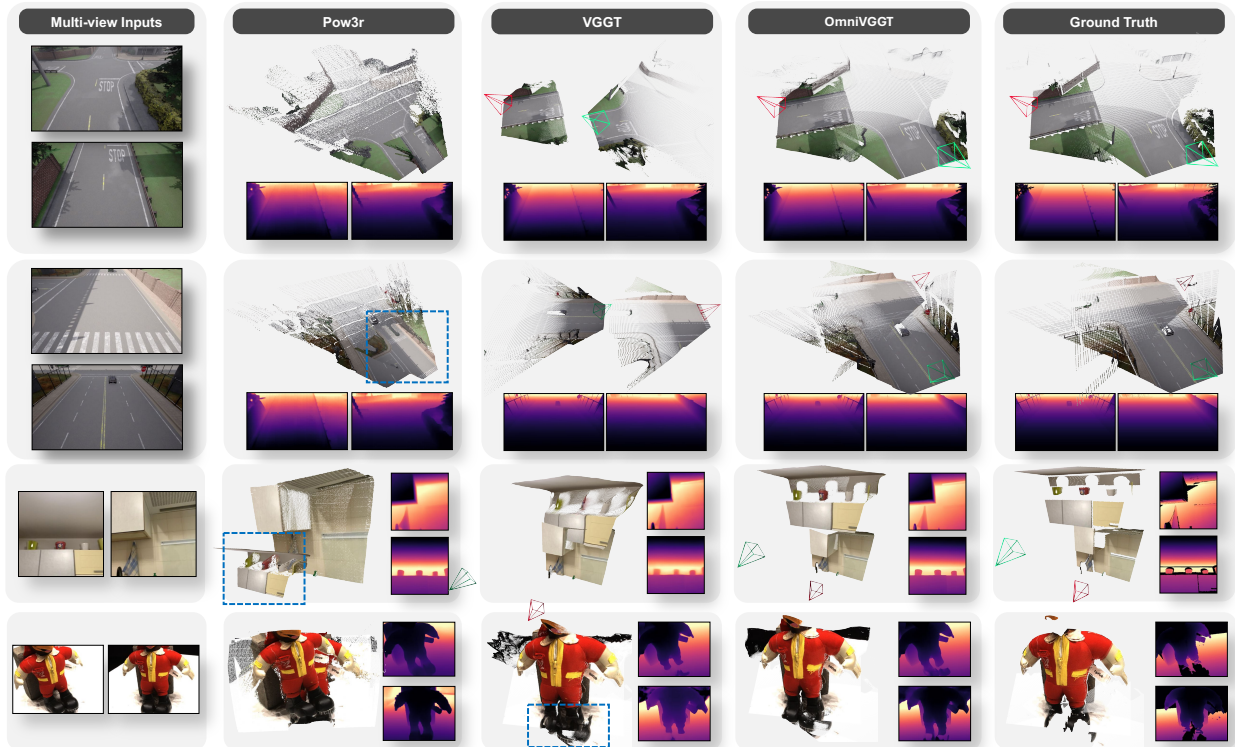 Multi-view Inputs
Pow3r
VGGT
OmniVGGT
Ground Truth
STOP
STOP